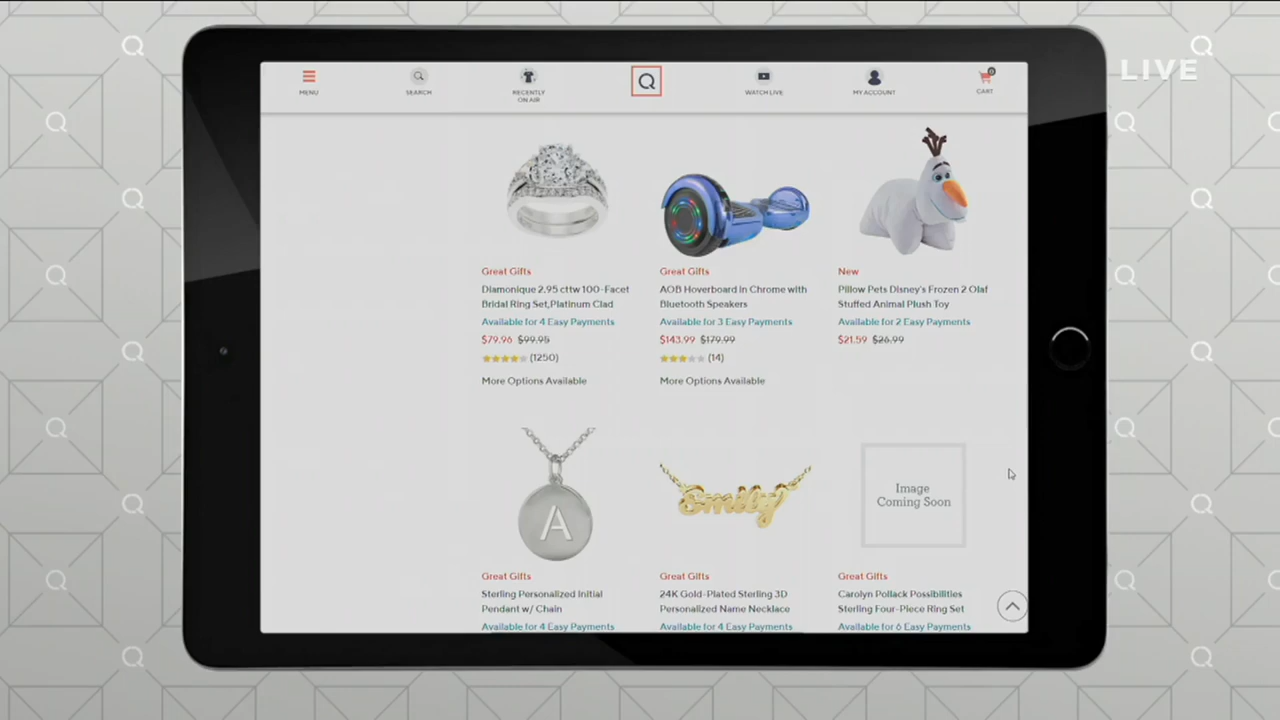 LIVE
MENU
SEARCH
RECENTLY
ON AIR
Q
WATCH LIVE
MY ACCOUNT
0
CART
Great Gifts
Diamonique 2.95 cttw 100-Facet
Bridal Ring Set,Platinum Clad
Available for 4 Easy Payments
$79.96 $99.95
(1250)
More Options Available
Great Gifts
AOB Hoverboard in Chrome with
Bluetooth Speakers
Available for 3 Easy Payments
$143.99 $179.99
(14)
More Options Available
New
Pillow Pets Disney's Frozen 2 Olaf
Stuffed Animal Plush Toy
Available for 2 Easy Payments
$21.59 $26.99
A
Great Gifts
Sterling Personalized Initial
Pendant w/ Chain
Available for 4 Easy Payments
Emily
Great Gifts
24K Gold-Plated Sterling 3D
Personalized Name Necklace
Available for 4 Easy Payments
Image
Coming Soon
Great Gifts
Carolyn Pollack Possibilities
Sterling Four-Piece Ring Set
Available for 6 Easy Payments